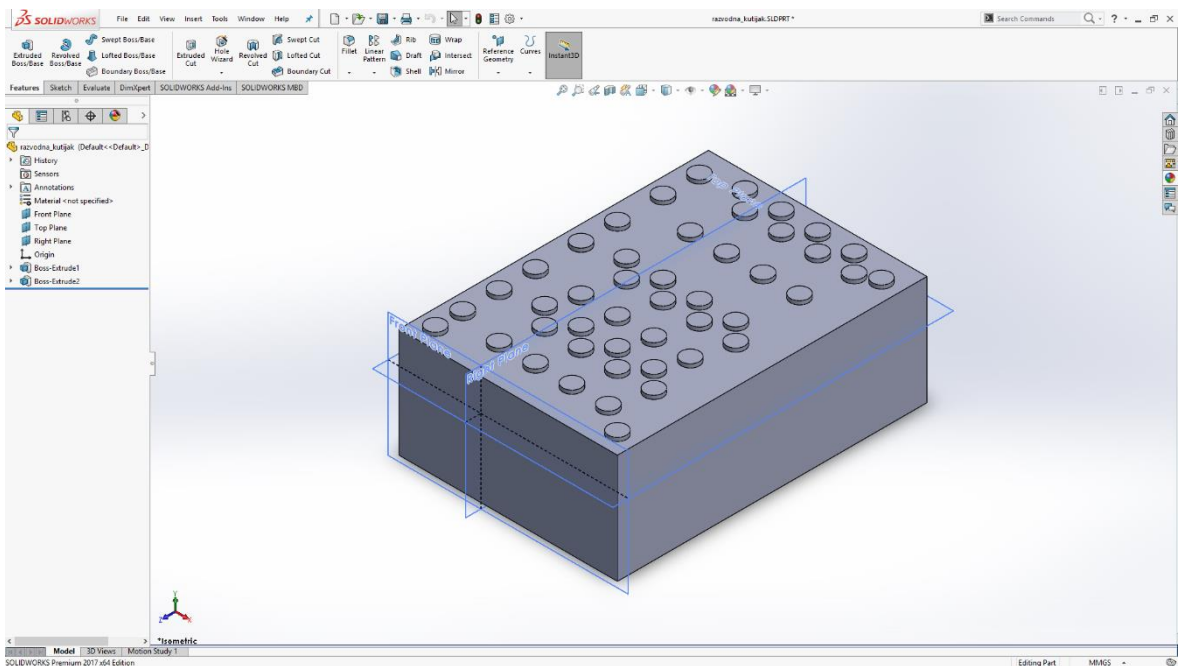 SOLIDWORKS File Edit View Insert Tools Window Help razvodna_kutijak.SLDPRT * Search Commands
Extruded Boss/Base
Revolved Boss/Base
Swept Boss/Base
Lofted Boss/Base
Boundary Boss/Base
Extruded Cut
Hole Wizard
Revolved Cut
Swept Cut
Lofted Cut
Boundary Cut
Fillet
Linear Pattern
Rib
Draft
Shell
Wrap
Intersect
Mirror
Reference Geometry
Curves
Instant3D
Features Sketch Evaluate DimXpert SOLIDWORKS Add-Ins SOLIDWORKS MBD
razvodna_kutijak (Default<<Default>_D
History
Sensors
Annotations
Material <not specified>
Front Plane
Top Plane
Right Plane
Origin
Boss-Extrude1
Boss-Extrude2
Top Plane
Front Plane
Right Plane
*Isometric
Model 3D Views Motion Study 1
SOLIDWORKS Premium 2017 x64 Edition Editing Part MMGS